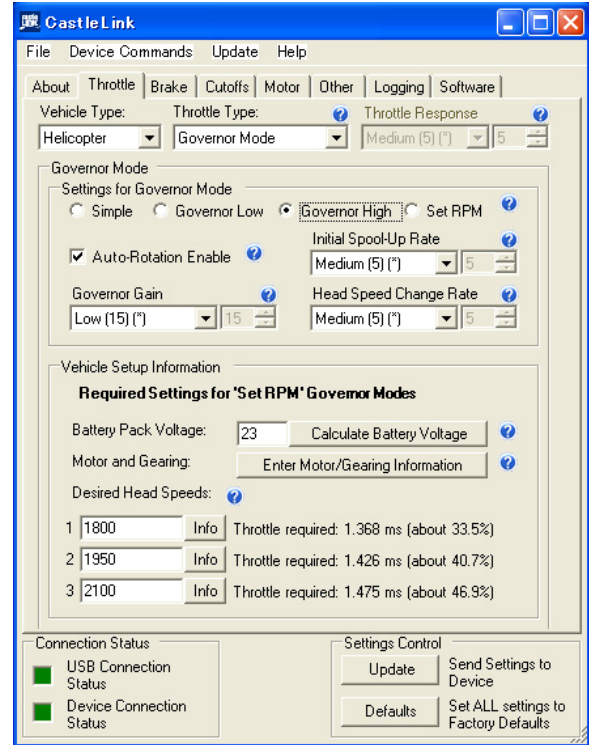 CastleLink
File Device Commands Update Help
About Throttle Brake Cutoffs Motor Other Logging Software
Vehicle Type: Throttle Type: Throttle Response
Helicopter Governor Mode Medium (5) (*) 5
Governor Mode
Settings for Governor Mode
Simple Governor Low Governor High Set RPM
Initial Spool-Up Rate
Auto-Rotation Enable
Medium (5) (*) 5
Governor Gain Head Speed Change Rate
Low (15) (*) 15 Medium (5) (*) 5
Vehicle Setup Information
Required Settings for 'Set RPM' Governor Modes
Battery Pack Voltage: 23 Calculate Battery Voltage
Motor and Gearing: Enter Motor/Gearing Information
Desired Head Speeds:
1 1800 Info Throttle required: 1.368 ms (about 33.5%)
2 1950 Info Throttle required: 1.426 ms (about 40.7%)
3 2100 Info Throttle required: 1.475 ms (about 46.9%)
Connection Status
USB Connection
Status
Device Connection
Status
Settings Control
Update Send Settings to
Device
Defaults Set ALL settings to
Factory Defaults